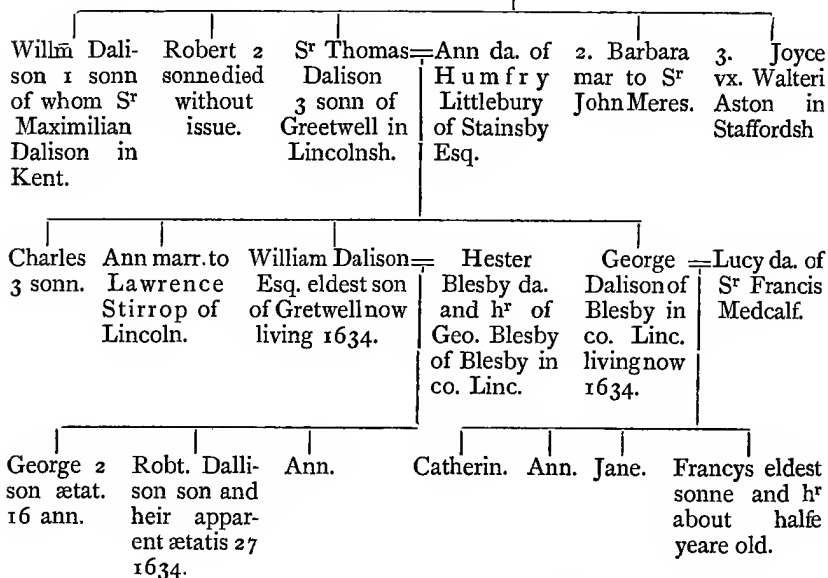 Willm̃ Dali-
son 1 sonn
of whom Sʳ
Maximilian
Dalison in
Kent.
Robert 2
sonne died
without
issue.
Sʳ Thomas=
Dalison
3 sonn of
Greetwell in
Lincolnsh.
Ann da. of
Humfry
Littlebury
of Stainsby
Esq.
2. Barbara
mar to Sʳ
John Meres.
3. Joyce
vx. Walteri
Aston in
Staffordsh
Charles
3 sonn.
Ann marr. to
Lawrence
Stirrop of
Lincoln.
William Dalison=
Esq. eldest son
of Gretwell now
living 1634.
Hester
Blesby da.
and hʳ of
Geo. Blesby
of Blesby in
co. Linc.
George =
Dalison of
Blesby in
co. Linc.
living now
1634.
Lucy da. of
Sʳ Francis
Medcalf.
George 2
son ætat.
16 ann.
Robt. Dalli-
son son and
heir appar-
ent ætatis 27
1634.
Ann.
Catherin.
Ann.
Jane.
Francys eldest
sonne and hʳ
about halfe
yeare old.